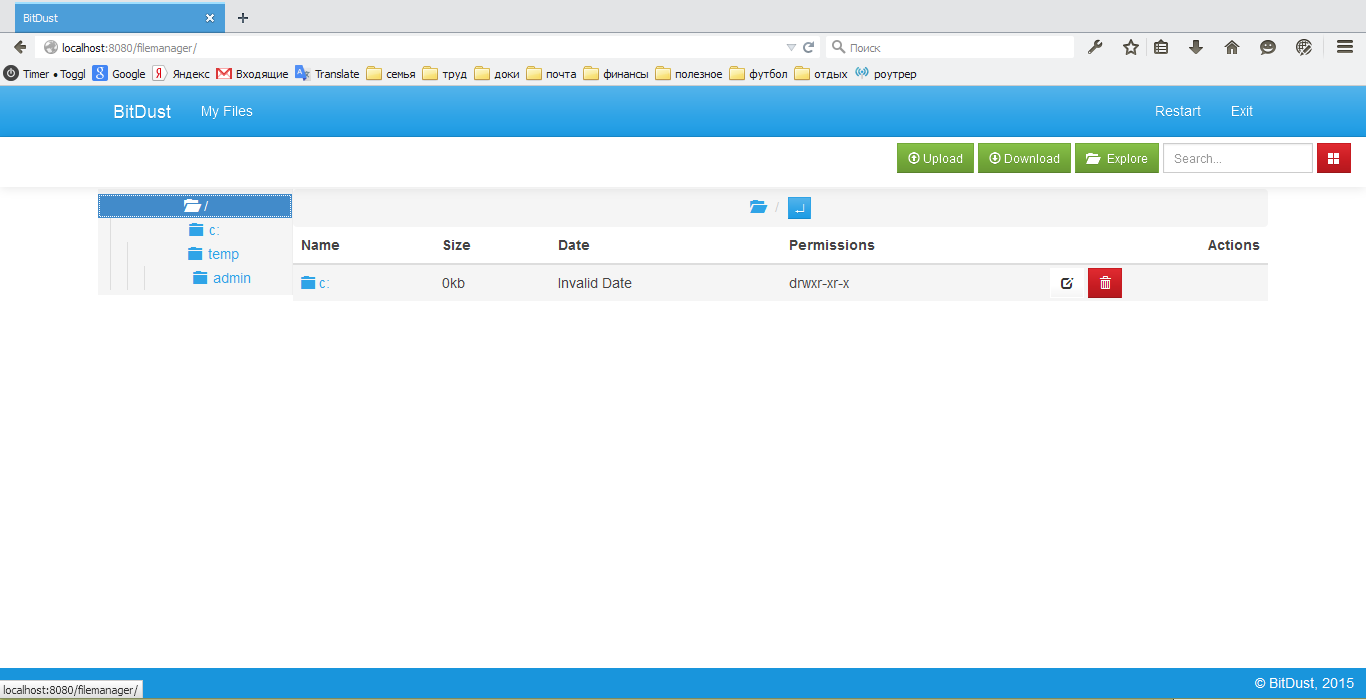 BitDust
localhost:8080/filemanager/
Поиск
Timer • Toggl Google Яндекс Входящие Translate семья труд доки почта финансы полезное футбол отдых роутрер
BitDust My Files Restart Exit
Upload Download Explore Search...
/ /
c:
temp
admin
Name Size Date Permissions Actions
c: 0kb Invalid Date drwxr-xr-x
© BitDust, 2015
localhost:8080/filemanager/